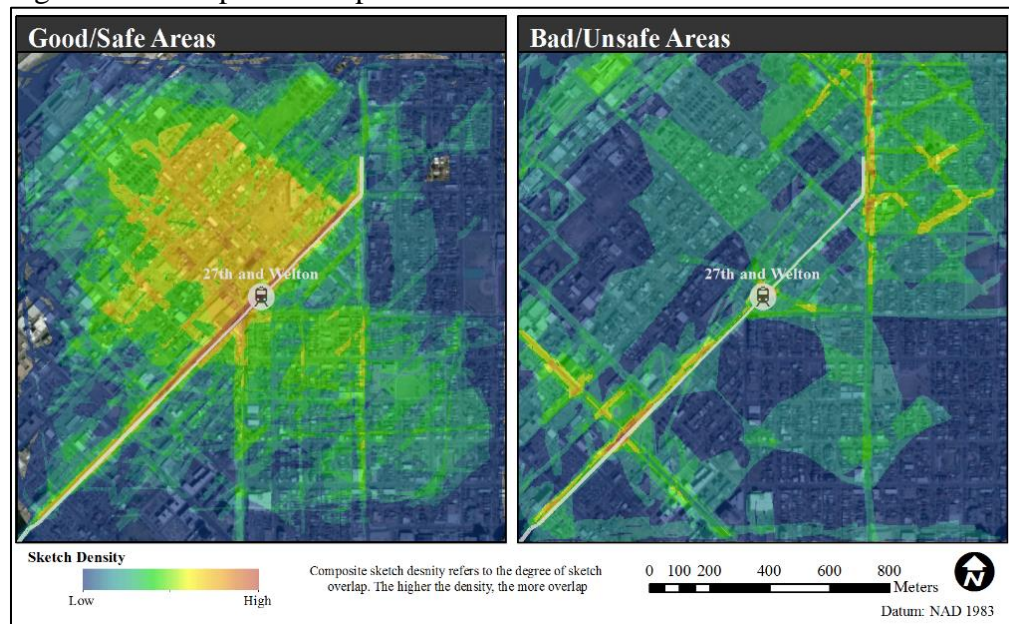 Good/Safe Areas
Bad/Unsafe Areas
27th and Welton
27th and Welton
Sketch Density
Low
High
Composite sketch desnity refers to the degree of sketch
overlap. The higher the density, the more overlap
0 100 200 400 600 800
Meters
N
Datum: NAD 1983